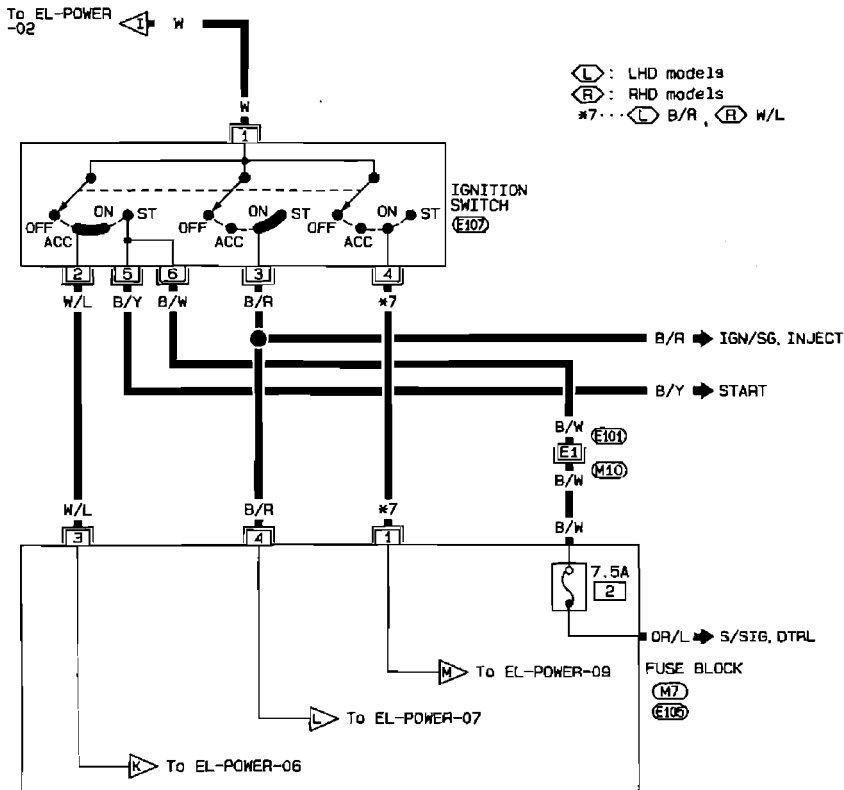 To EL-POWER
-02
I
W
L : LHD models
R : RHD models
*7··· L B/R , R W/L
W
1
IGNITION
SWITCH
E107
OFF ACC ON ST
OFF ACC ON ST
OFF ACC ON ST
2 5 6 3 4
W/L B/Y B/W B/R *7
B/R IGN/SG, INJECT
B/Y START
B/W
E101
E1
M10
B/W
W/L B/R *7 B/W
3 4 1
7.5A
2
OR/L S/SIG, DTRL
M To EL-POWER-09
FUSE BLOCK
M7
E105
L To EL-POWER-07
K To EL-POWER-06